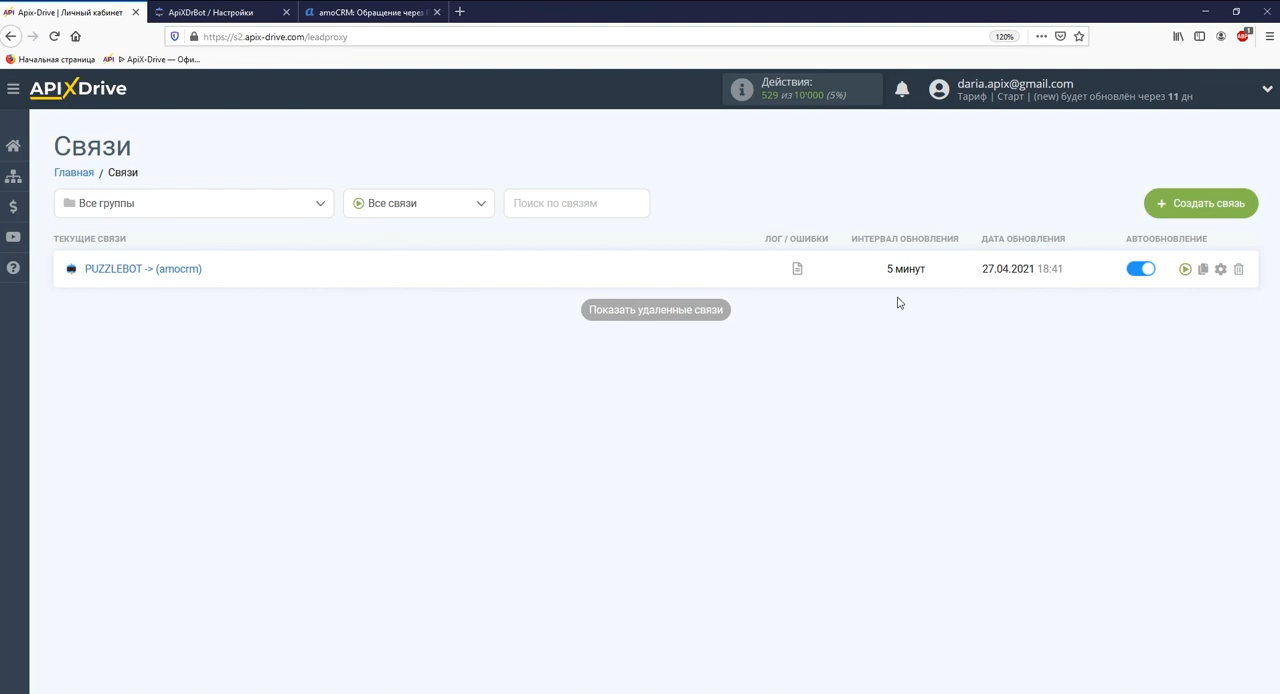 Apix-Drive | Личный кабинет
ApiXDrBot / Настройки
amoCRM: Обращение через
https://s2.apix-drive.com/leadproxy
120%
Начальная страница
API ⊳ ApiX-Drive — Офи...
APIXDrive
Действия:
529 из 10'000 (5%)
daria.apix@gmail.com
Тариф | Старт | (new) будет обновлён через 11 дн
Связи
Главная / Связи
Все группы
Все связи
Поиск по связям
+ Создать связь
ТЕКУЩИЕ СВЯЗИ
ЛОГ / ОШИБКИ
ИНТЕРВАЛ ОБНОВЛЕНИЯ
ДАТА ОБНОВЛЕНИЯ
АВТООБНОВЛЕНИЕ
PUZZLEBOT -> (amocrm)
5 минут
27.04.2021 18:41
Показать удаленные связи